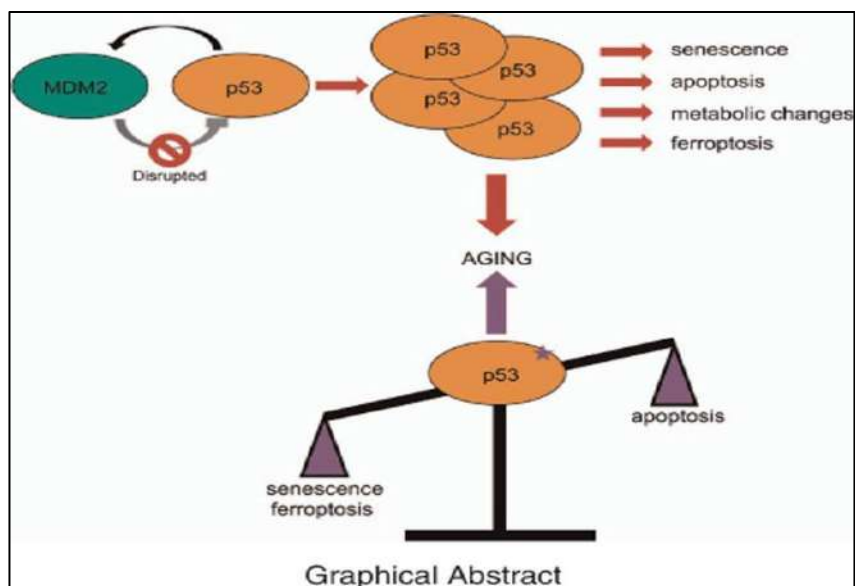 MDM2
p53
Disrupted
p53
p53
p53
p53
senescence
apoptosis
metabolic changes
ferroptosis
AGING
p53
apoptosis
senescence
ferroptosis
Graphical Abstract